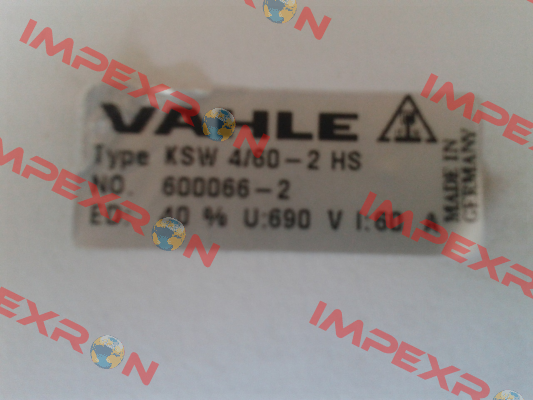 VAHLE
Type KSW 4/60-2 HS
NO. 600066-2
ED. 40 % U:690 V I:60 A
MADE IN
GERMANY
IMPEXRON
IMPEXRON
IMPEXRON
IMPEXRON
IMPEXRON
IMPEXRON
IMPEXRON